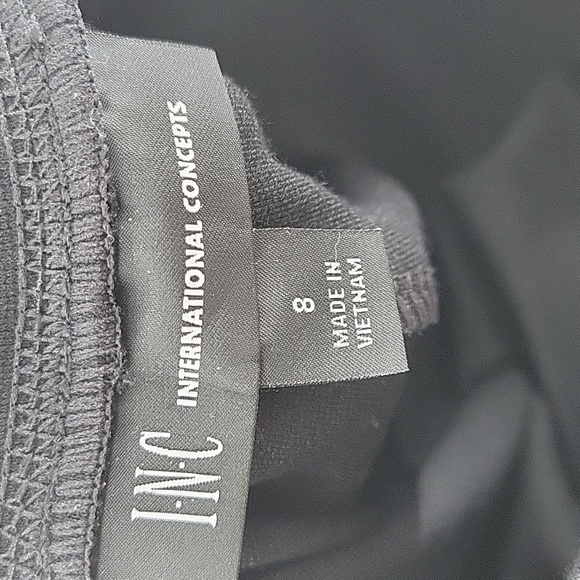 I·N·C INTERNATIONAL CONCEPTS
8
MADE IN
VIETNAM